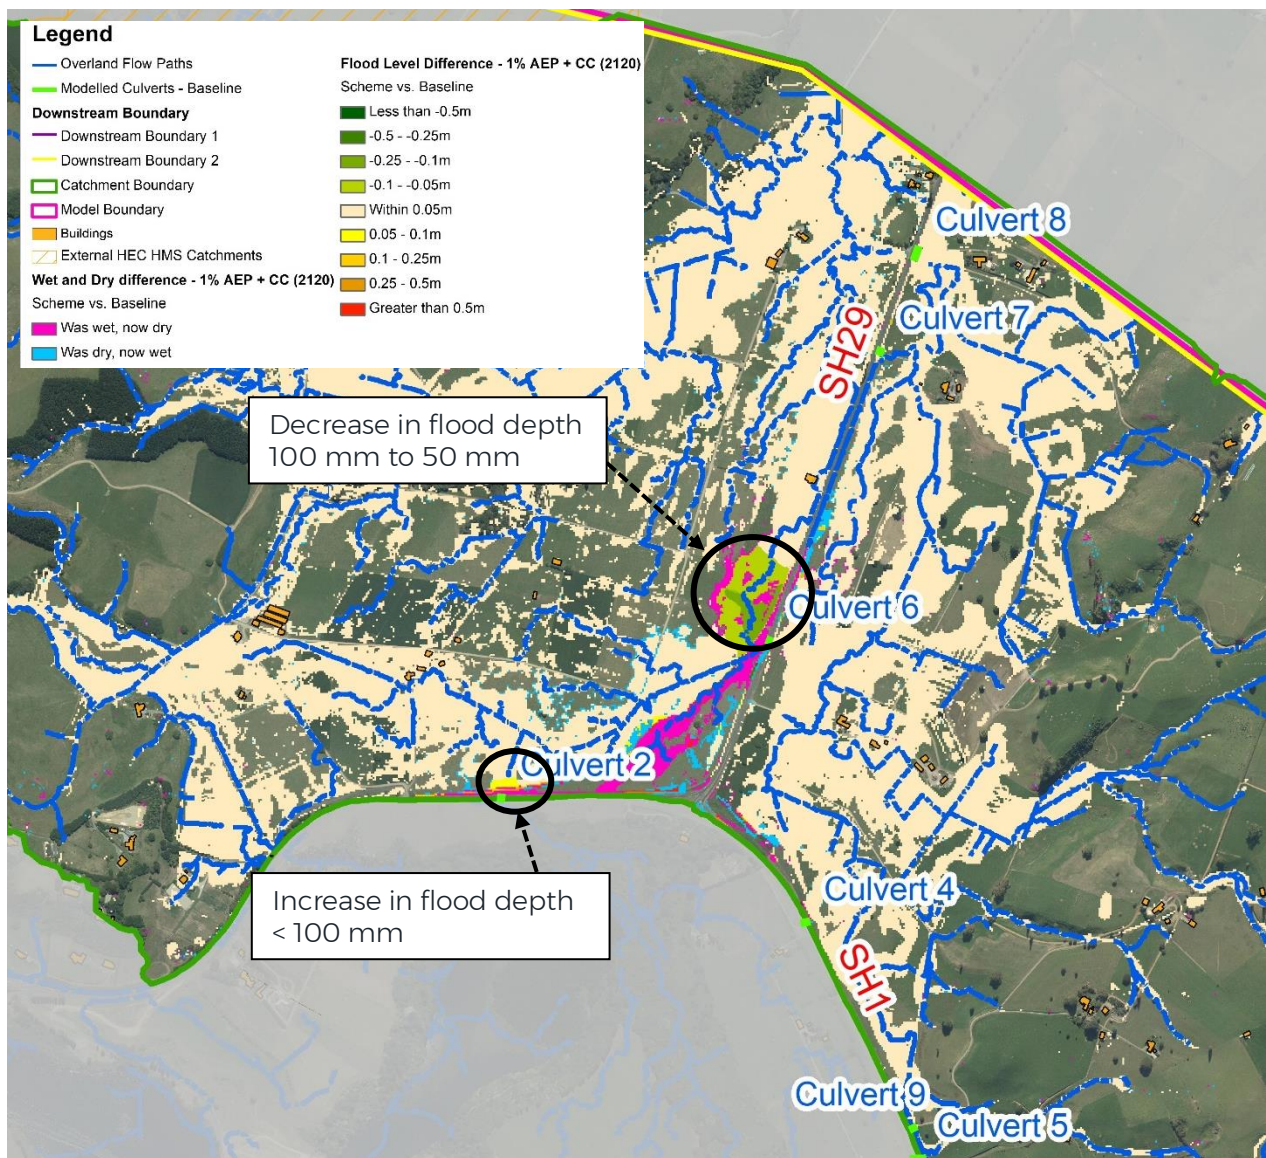 Legend
Overland Flow Paths
Modelled Culverts - Baseline
Downstream Boundary
Downstream Boundary 1
Downstream Boundary 2
Catchment Boundary
Model Boundary
Buildings
External HEC HMS Catchments
Wet and Dry difference - 1% AEP + CC (2120)
Scheme vs. Baseline
Was wet, now dry
Was dry, now wet
Flood Level Difference - 1% AEP + CC (2120)
Scheme vs. Baseline
Less than -0.5m
-0.5 - -0.25m
-0.25 - -0.1m
-0.1 - -0.05m
Within 0.05m
0.05 - 0.1m
0.1 - 0.25m
0.25 - 0.5m
Greater than 0.5m
Culvert 8
Culvert 7
SH29
Decrease in flood depth
100 mm to 50 mm
Culvert 6
Culvert 2
Increase in flood depth
< 100 mm
Culvert 4
SH1
Culvert 9
Culvert 5